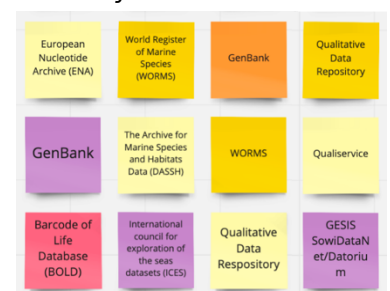 European
Nucleotide
Archive (ENA)
World Register
of Marine
Species
(WORMS)
GenBank
Qualitative
Data
Repository
GenBank
The Archive for
Marine Species
and Habitats
Data (DASSH)
WORMS
Qualiservice
Barcode of
Life
Database
(BOLD)
International
council for
exploration of
the seas
datasets (ICES)
Qualitative
Data
Respository
GESIS
SowiDataN
et/Datoriu
m